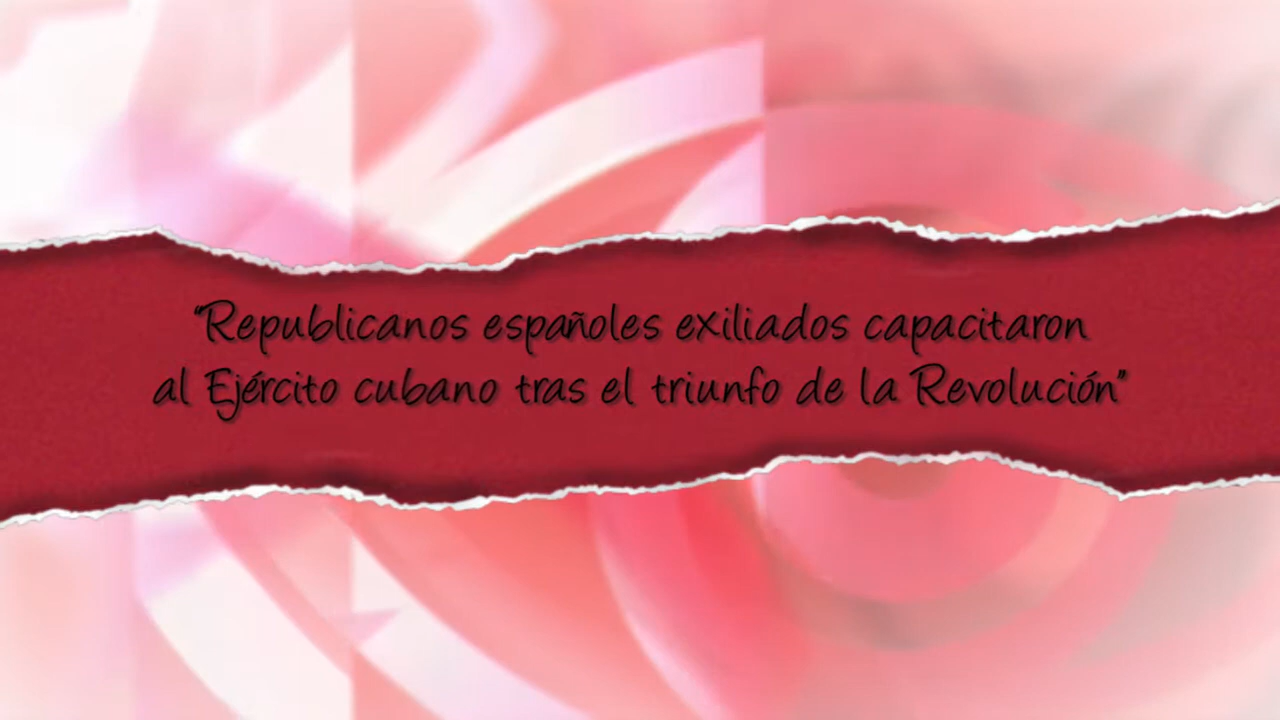 “Republicanos españoles exiliados capacitaron
al Ejército cubano tras el triunfo de la Revolución”